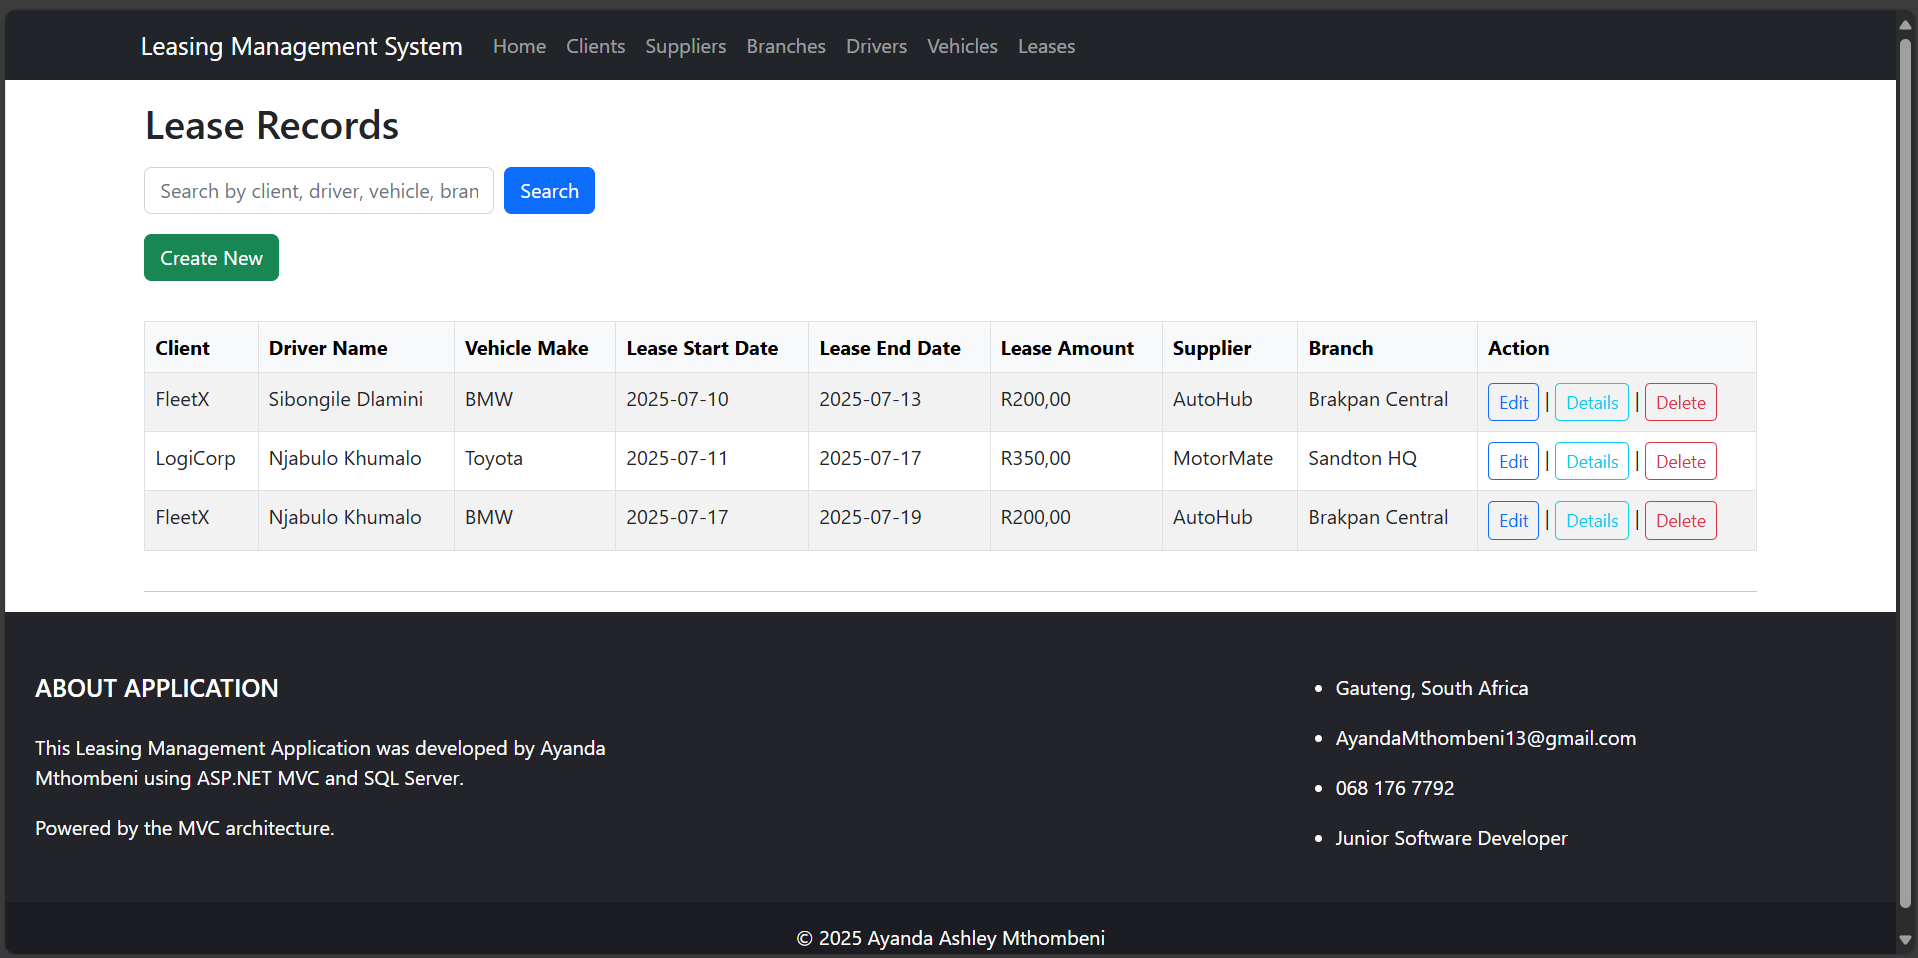 Leasing Management System Home Clients Suppliers Branches Drivers Vehicles Leases
Lease Records
Search by client, driver, vehicle, bran Search
Create New
Client Driver Name Vehicle Make Lease Start Date Lease End Date Lease Amount Supplier Branch Action
FleetX Sibongile Dlamini BMW 2025-07-10 2025-07-13 R200,00 AutoHub Brakpan Central Edit | Details | Delete
LogiCorp Njabulo Khumalo Toyota 2025-07-11 2025-07-17 R350,00 MotorMate Sandton HQ Edit | Details | Delete
FleetX Njabulo Khumalo BMW 2025-07-17 2025-07-19 R200,00 AutoHub Brakpan Central Edit | Details | Delete
ABOUT APPLICATION
This Leasing Management Application was developed by Ayanda
Mthombeni using ASP.NET MVC and SQL Server.
Powered by the MVC architecture.
• Gauteng, South Africa
• AyandaMthombeni13@gmail.com
• 068 176 7792
• Junior Software Developer
© 2025 Ayanda Ashley Mthombeni